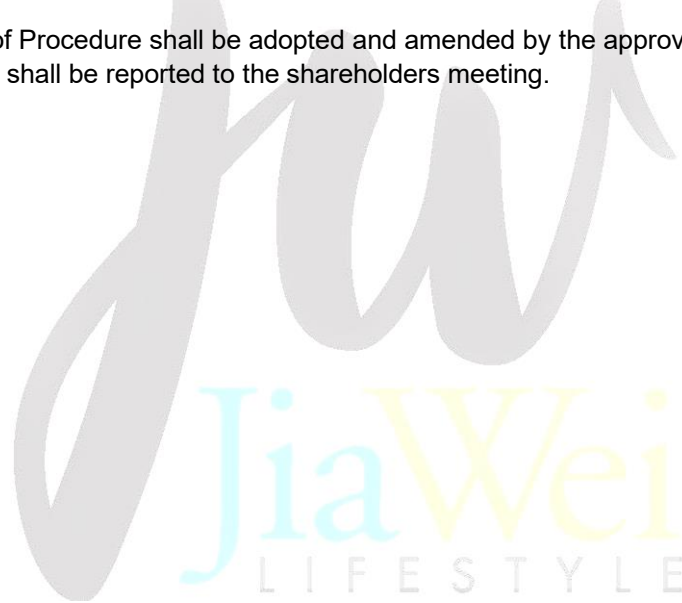 of Procedure shall be adopted and amended by the approv
shall be reported to the shareholders meeting.
jw
JiaWei
LIFESTYLE